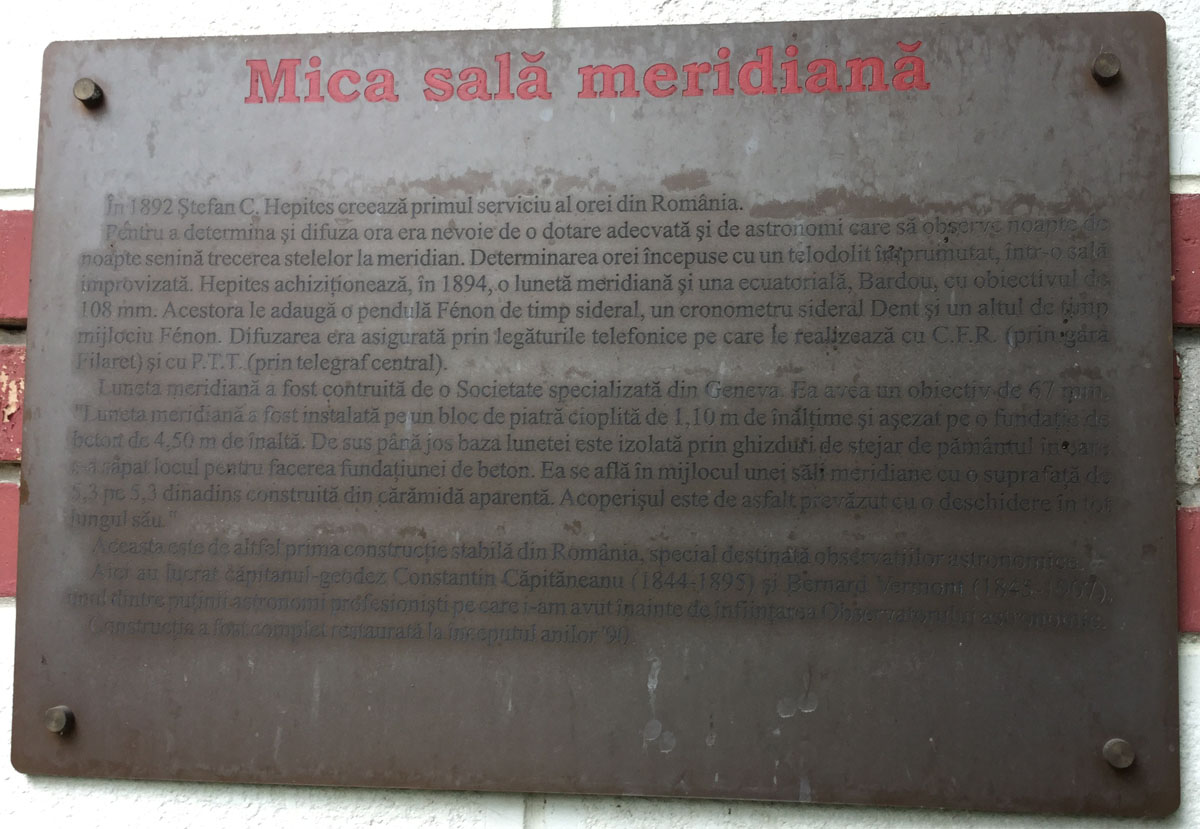 Mica sală meridiană
În 1892 Ștefan C. Hepites creează primul serviciu al orei din România.
Pentru a determina și difuza ora era nevoie de o dotare adecvată și de astronomi care să observe noapte de
noapte senină trecerea stelelor la meridian. Determinarea orei începuse cu un telodolit împrumutat, într-o sală
improvizată. Hepites achiziționează, în 1894, o lunetă meridiană și una ecuatorială, Bardou, cu obiectivul de
108 mm. Acestora le adaugă o pendulă Fénon de timp sideral, un cronometru sideral Dent și un altul de timp
mijlociu Fénon. Difuzarea era asigurată prin legăturile telefonice pe care le realizează cu C.F.R. (prin gara
Filaret) și cu P.T.T. (prin telegraf central).
Luneta meridiană a fost contruită de o Societate specializată din Geneva. Ea avea un obiectiv de 67 mm.
"Luneta meridiană a fost instalată pe un bloc de piatră cioplită de 1,10 m de înălțime și așezat pe o fundație de
beton de 4,50 m de înaltă. De sus până jos baza lunetei este izolată prin ghizduri de stejar de pământul în care
s-a săpat locul pentru facerea fundațiunei de beton. Ea se află în mijlocul unei săli meridiane cu o suprafață de
5,3 pe 5,3 dinadins construită din cărămidă aparentă. Acoperișul este de asfalt prevăzut cu o deschidere în tot
lungul său."
Aceasta este de altfel prima construcție stabilă din România, special destinată observațiilor astronomice.
Aici au lucrat căpitanul-geodez Constantin Căpităneanu (1844-1895) și Bernard
unul dintre puținii astronomi profesioniști pe care i-am avut înainte de înființarea Observatorului astronomic.
Construcția a fost complet restaurată la începutul anilor '90.